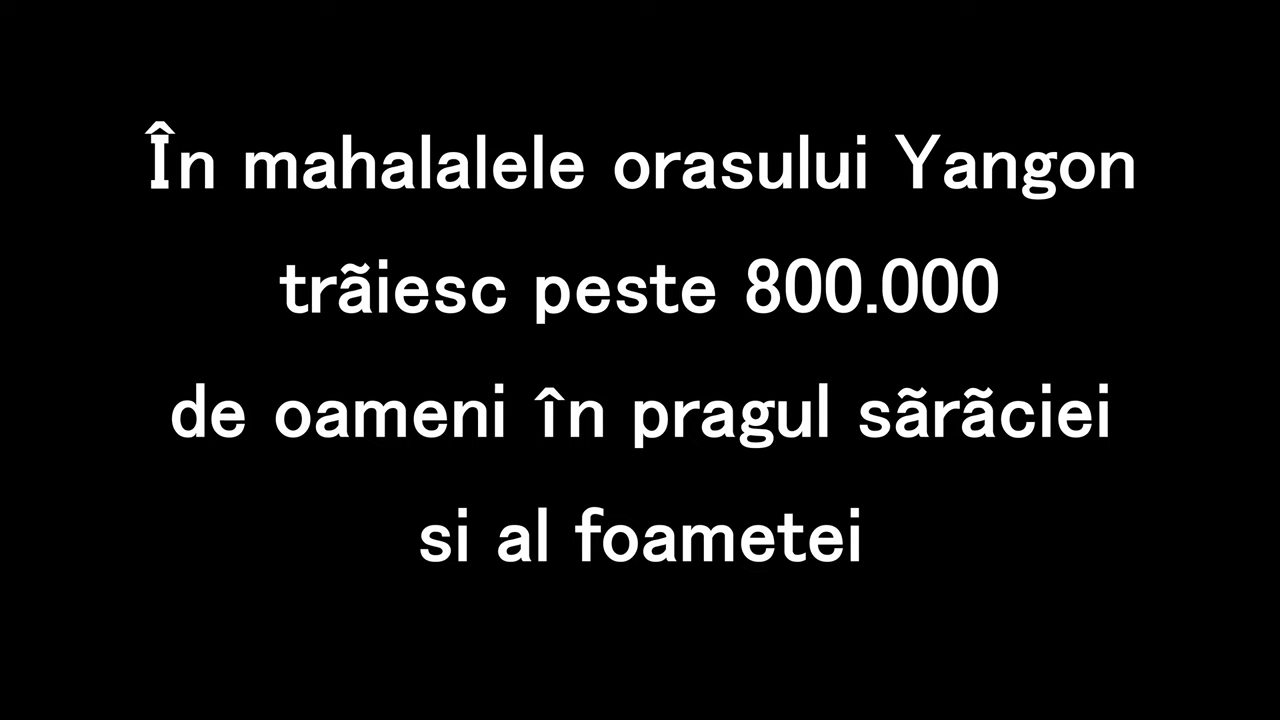 În mahalalele orasului Yangon
trãiesc peste 800.000
de oameni în pragul sãrãciei
si al foametei